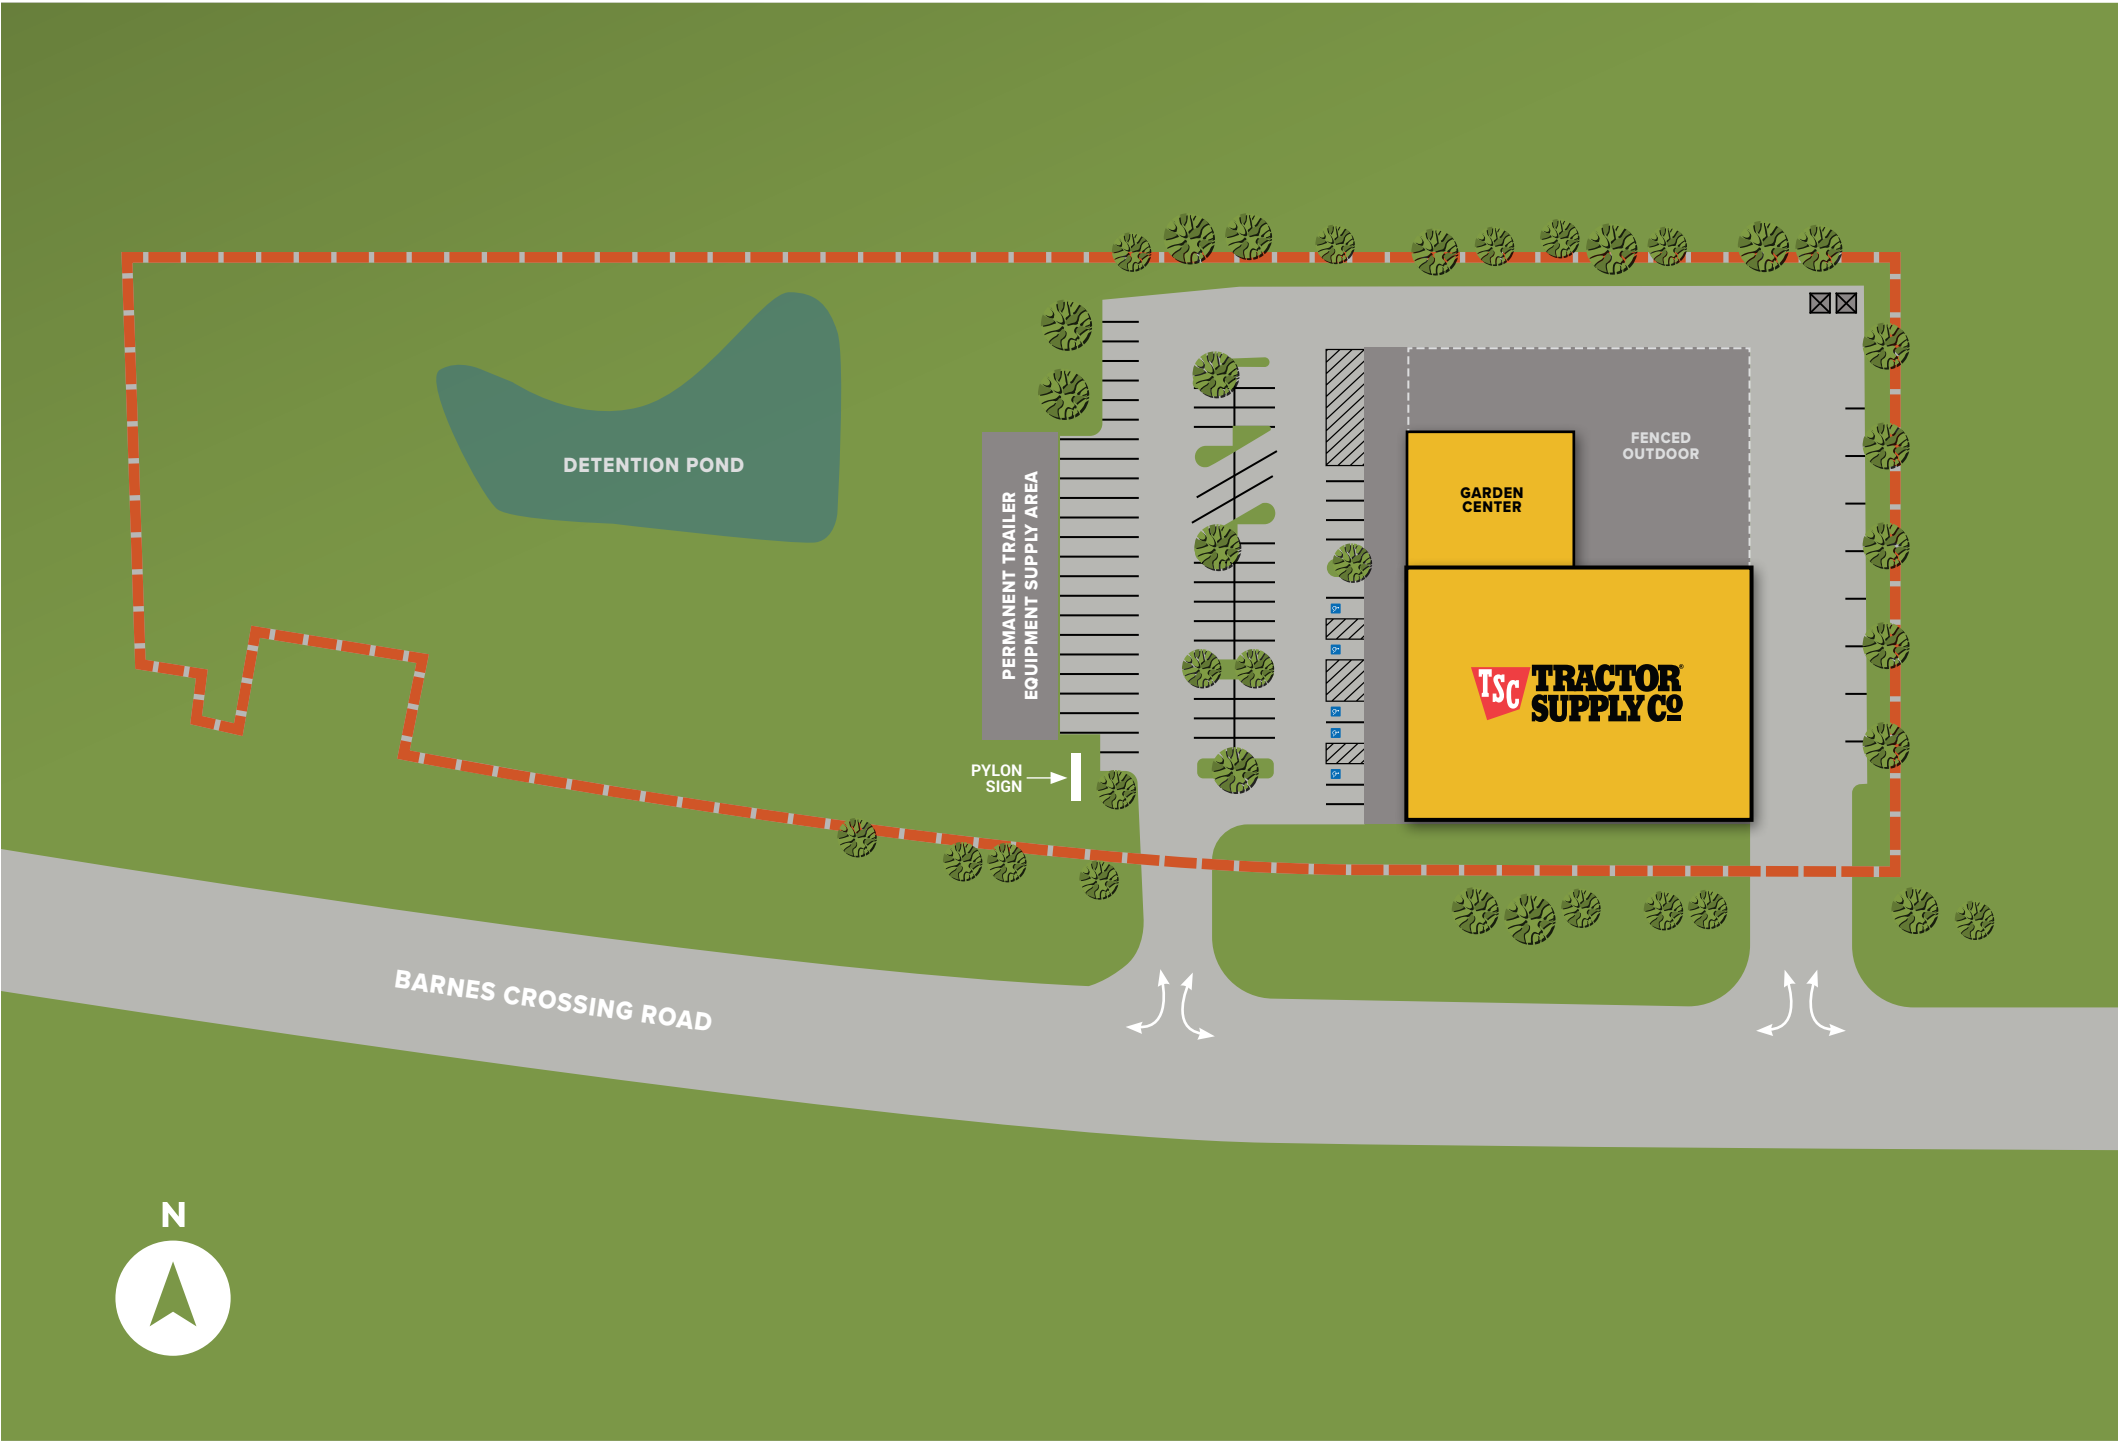 DETENTION POND
PERMANENT TRAILER
EQUIPMENT SUPPLY AREA
FENCED
OUTDOOR
GARDEN
CENTER
TSC
TRACTOR
SUPPLY CO
PYLON
SIGN
BARNES CROSSING ROAD
N